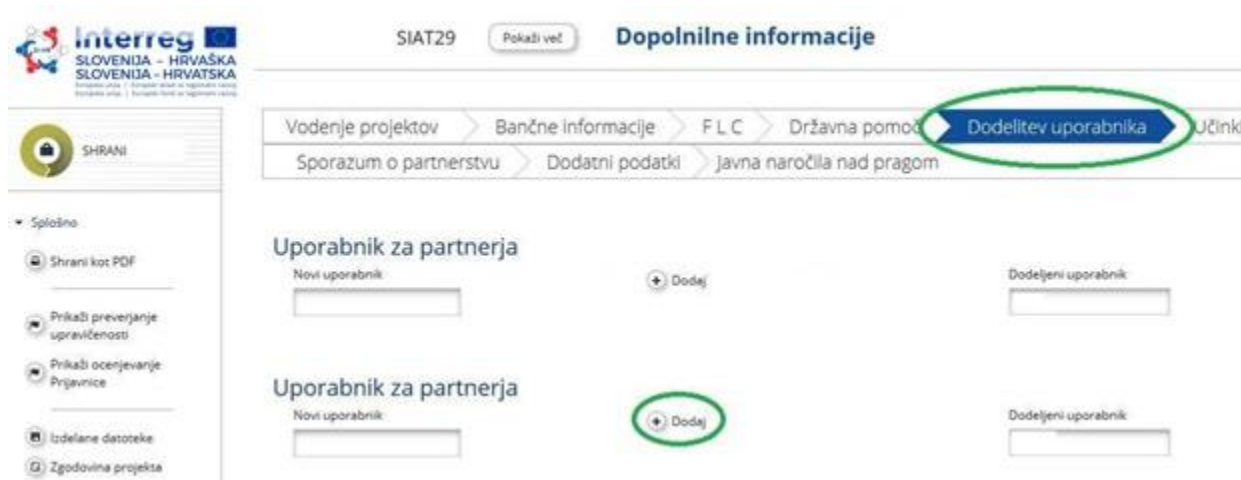 Interreg
SLOVENIJA – HRVAŠKA
SLOVENIJA – HRVATSKA
SIAT29
Pokaži več
Dopolnilne informacije
SHRANI
Vodenje projektov
Bančne informacije
F L C
Državna pomoč
Dodelitev uporabnika
Učinki
Sporazum o partnerstvu
Dodatni podatki
Javna naročila nad pragom
Splošno
Shrani kot PDF
Prikaži preverjanje
upravičenosti
Prikaži ocenjevanje
Prijavnice
Izdelane datoteke
Zgodovina projekta
Uporabnik za partnerja
Novi uporabnik
Dodaj
Dodeljeni uporabnik
Uporabnik za partnerja
Novi uporabnik
Dodaj
Dodeljeni uporabnik